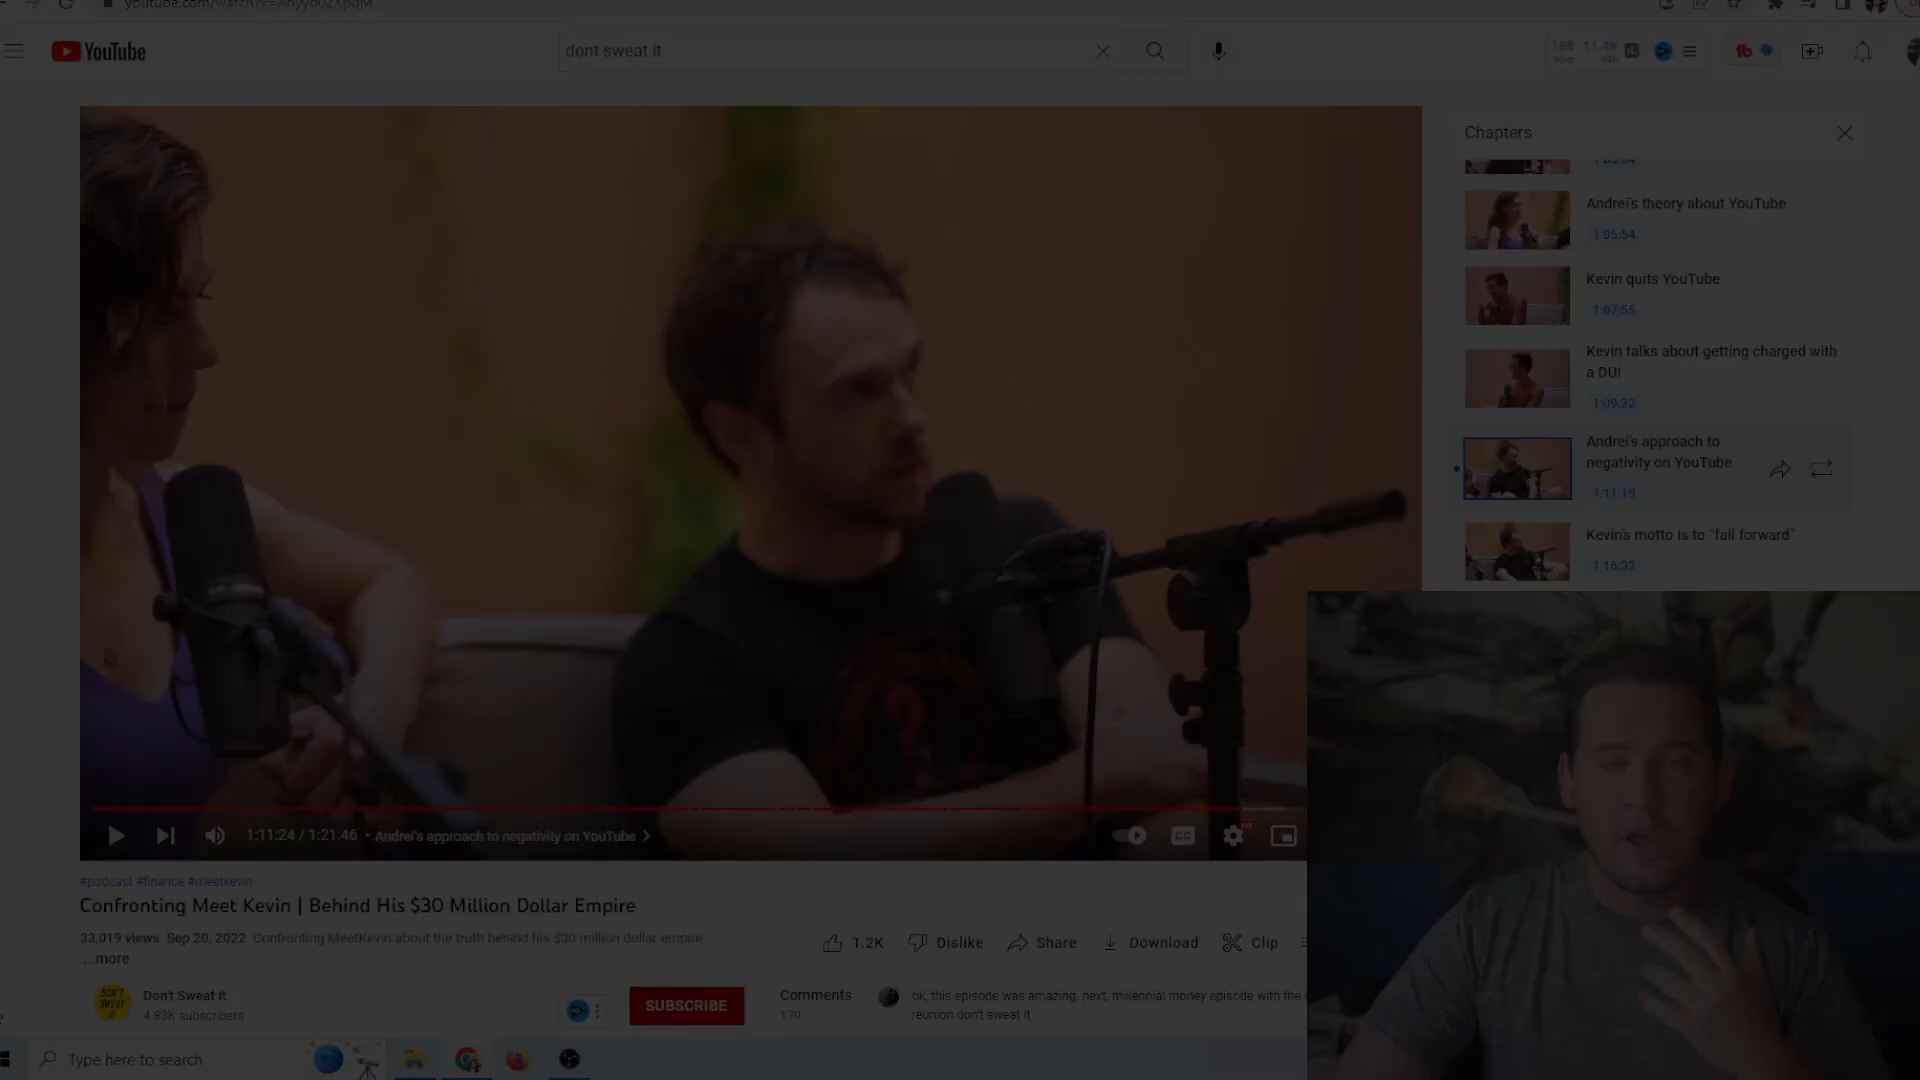 YouTube
dont sweat it
Chapters
Andrei's theory about YouTube
1:05:54
Kevin quits YouTube
1:07:55
Kevin talks about getting charged with
a DUI
1:09:32
Andrei's approach to
negativity on YouTube
1:11:19
Kevin's motto is to "fail forward"
1:16:33
1:11:24 / 1:21:46 • Andrei's approach to negativity on YouTube
CC
HD
#podcast #finance #meetkevin
Confronting Meet Kevin | Behind His $30 Million Dollar Empire
33,019 views Sep 20, 2022 Confronting MeetKevin about the truth behind his $30 million dollar empire
...more
1.2K Dislike Share Download Clip
DON'T SWEAT IT
Don't Sweat It
4.83K subscribers
SUBSCRIBE
Comments
179
ok, this episode was amazing. next, millennial money episode with the
reunion don't sweat it
Type here to search